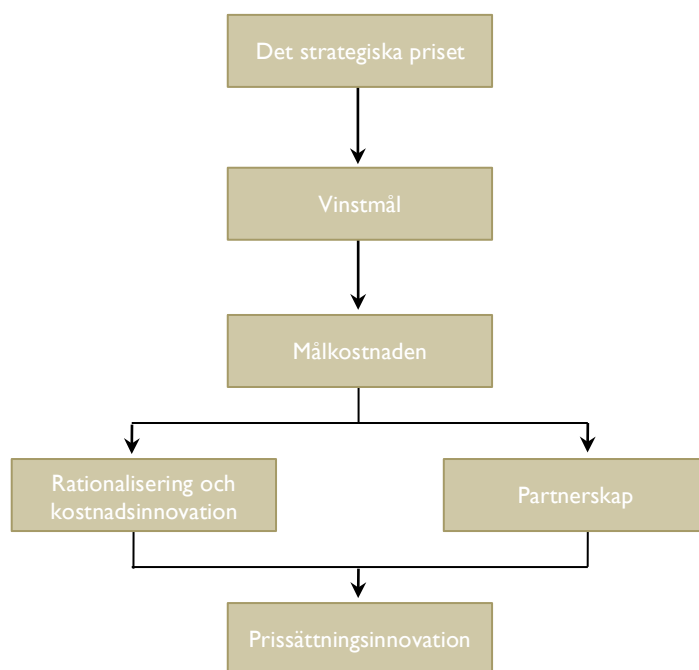 Det strategiska priset
Vinstmål
Målkostnaden
Rationalisering och
kostnadsinnovation
Partnerskap
Prissättningsinnovation